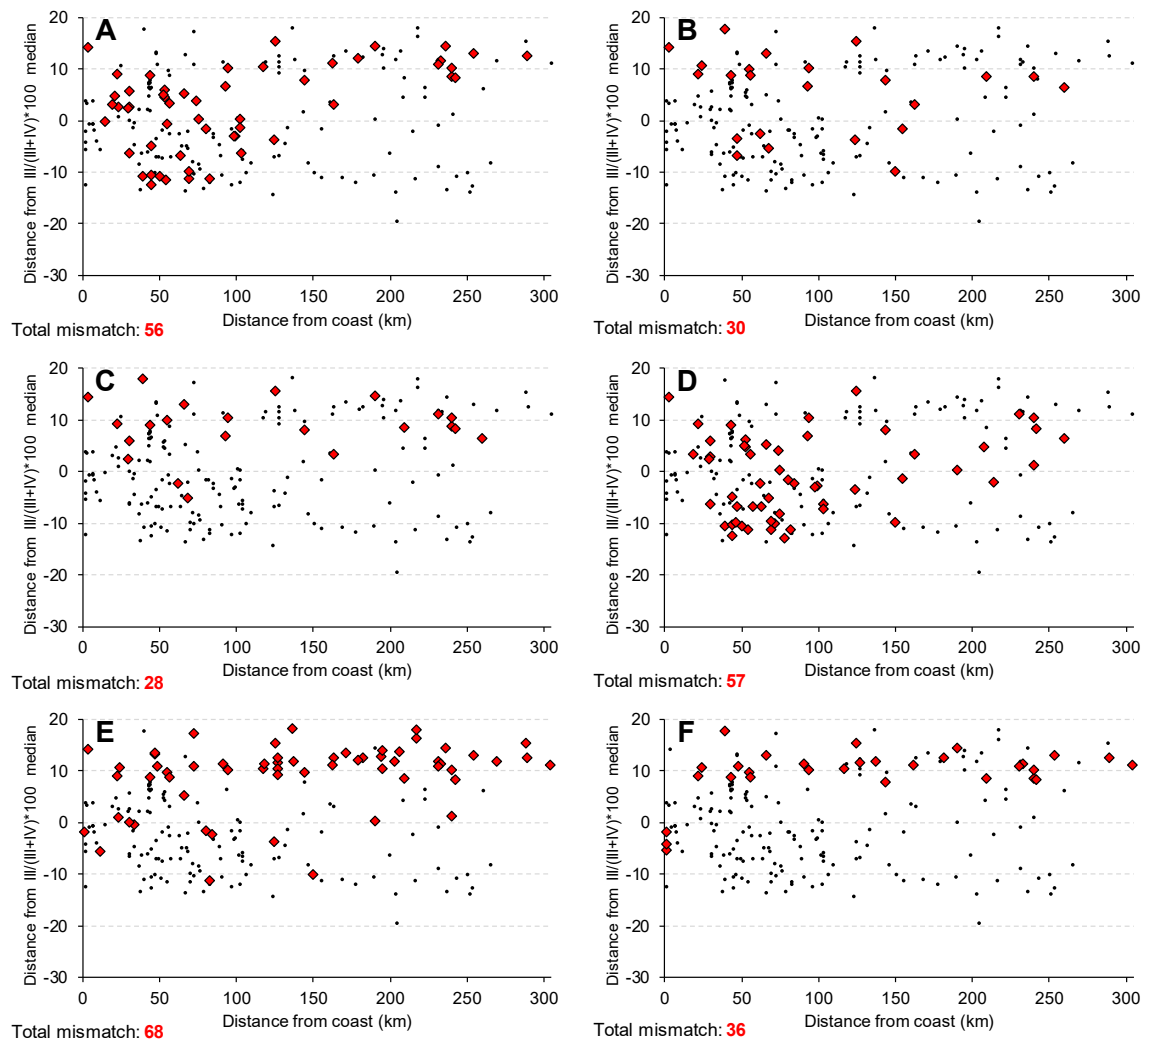 A
Distance from III/(III+IV)*100 median
20
10
0
-10
-20
-30
0 50 100 150 200 250 300
Distance from coast (km)
Total mismatch: 56
B
Distance from III/(III+IV)*100 median
20
10
0
-10
-20
-30
0 50 100 150 200 250 300
Distance from coast (km)
Total mismatch: 30
C
Distance from III/(III+IV)*100 median
20
10
0
-10
-20
-30
0 50 100 150 200 250 300
Distance from coast (km)
Total mismatch: 28
D
Distance from III/(III+IV)*100 median
20
10
0
-10
-20
-30
0 50 100 150 200 250 300
Distance from coast (km)
Total mismatch: 57
E
Distance from III/(III+IV)*100 median
20
10
0
-10
-20
-30
0 50 100 150 200 250 300
Distance from coast (km)
Total mismatch: 68
F
Distance from III/(III+IV)*100 median
20
10
0
-10
-20
-30
0 50 100 150 200 250 300
Distance from coast (km)
Total mismatch: 36